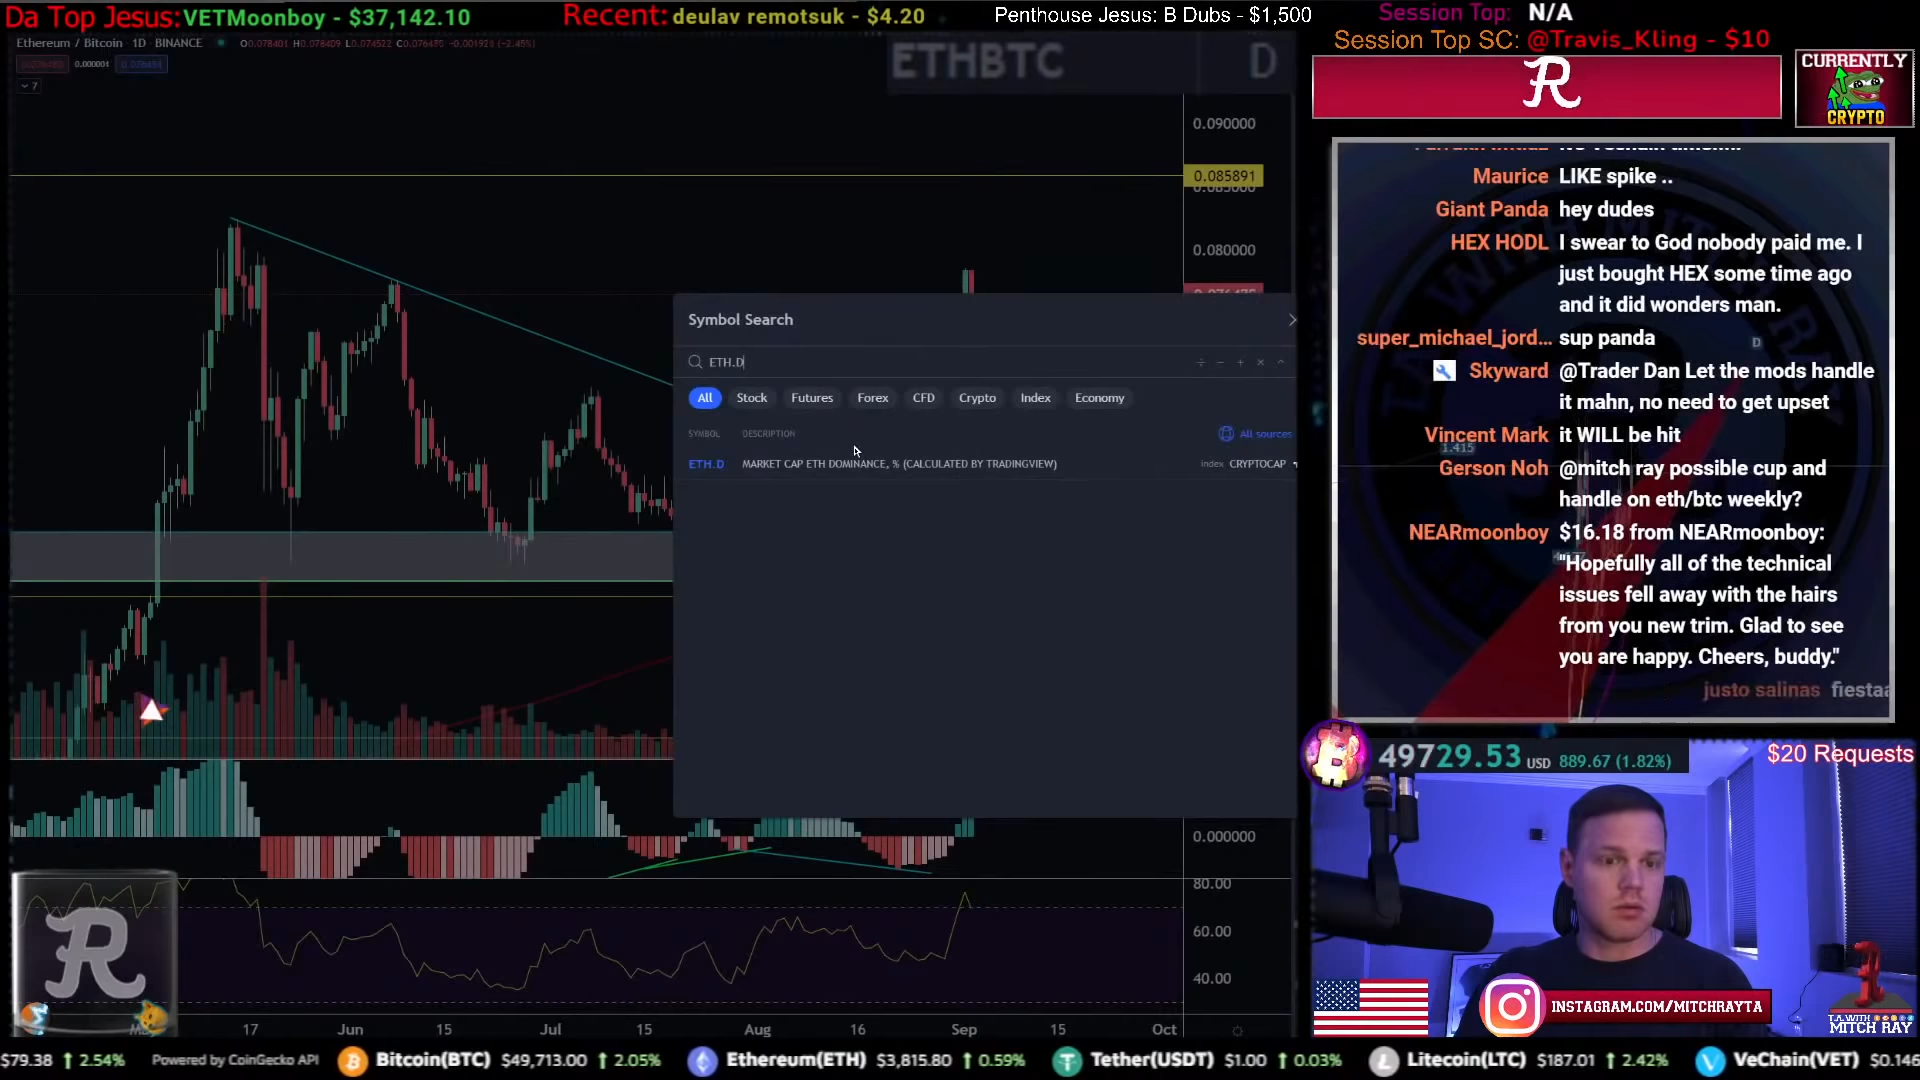 Da Top Jesus: VETMoonboy - $37,142.10
Recent: deulav remotsuk - $4.20
Penthouse Jesus: B Dubs - $1,500
Session Top: N/A
Session Top SC: @Travis_Kling - $10
Ethereum / Bitcoin · 1D · BINANCE
0.000001
7
ETHBTC D
R
CURRENTLY
CRYPTO
0.090000
0.085891
0.085000
0.080000
Symbol Search
ETH.D
All Stock Futures Forex CFD Crypto Index Economy
SYMBOL DESCRIPTION All sources
ETH.D MARKET CAP ETH DOMINANCE, % (CALCULATED BY TRADINGVIEW) index CRYPTOCAP
Maurice LIKE spike ..
Giant Panda hey dudes
HEX HODL I swear to God nobody paid me. I
just bought HEX some time ago
and it did wonders man.
super_michael_jord... sup panda
Skyward @Trader Dan Let the mods handle
it mahn, no need to get upset
Vincent Mark it WILL be hit
1.415
Gerson Noh @mitch ray possible cup and
handle on eth/btc weekly?
NEARmoonboy $16.18 from NEARmoonboy:
"Hopefully all of the technical
issues fell away with the hairs
from you new trim. Glad to see
you are happy. Cheers, buddy."
justo salinas fiesta
49729.53 USD 889.67 (1.82%)
$20 Requests
0.000000
80.00
60.00
40.00
R
17 Jun 15 Jul 15 Aug 16 Sep 15 Oct
INSTAGRAM.COM/MITCHRAYTA
T.A. WITH
MITCH RAY
$79.38 ↑ 2.54% Powered by CoinGecko API Bitcoin(BTC) $49,713.00 ↑ 2.05% Ethereum(ETH) $3,815.80 ↑ 0.59% Tether(USDT) $1.00 ↑ 0.03% Litecoin(LTC) $187.01 ↑ 2.42% VeChain(VET) $0.146